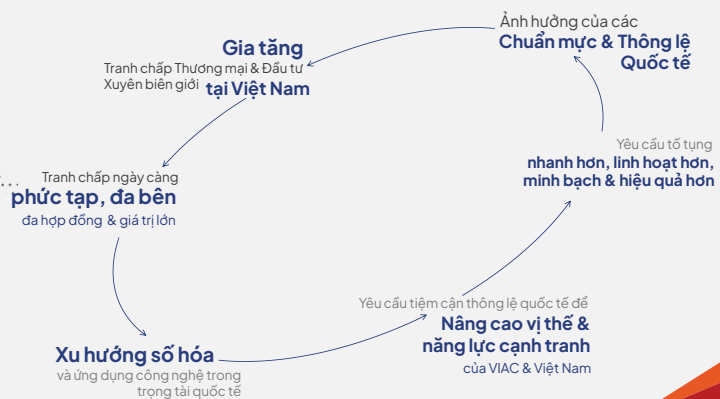 Ảnh hưởng của các
Chuẩn mực & Thông lệ
Quốc tế
Gia tăng
Tranh chấp Thương mại & Đầu tư
Xuyên biên giới tại Việt Nam
Tranh chấp ngày càng
phức tạp, đa bên
đa hợp đồng & giá trị lớn
Xu hướng số hóa
và ứng dụng công nghệ trong
trọng tài quốc tế
Yêu cầu tiệm cận thông lệ quốc tế để
Nâng cao vị thế &
năng lực cạnh tranh
của VIAC & Việt Nam
Yêu cầu tố tụng
nhanh hơn, linh hoạt hơn,
minh bạch & hiệu quả hơn